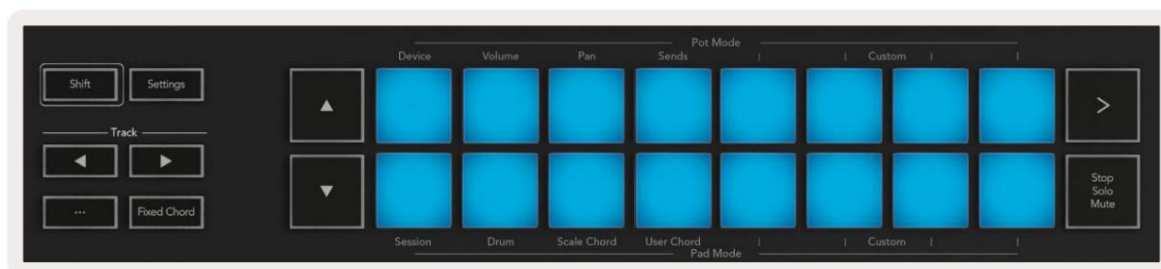 Pot Mode
Device Volume Pan Sends Custom
Shift Settings
Track
...
Fixed Chord
Stop
Solo
Mute
Session Drum Scale Chord User Chord Custom
Pad Mode